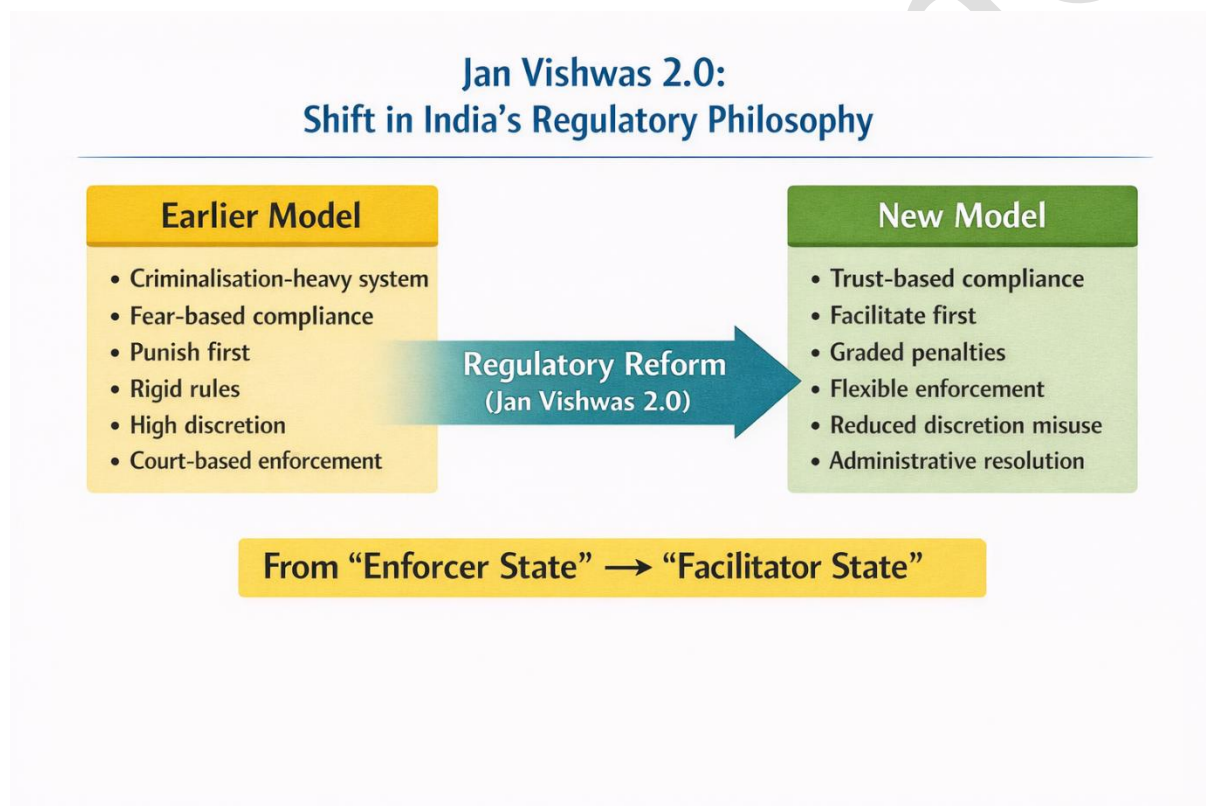 Jan Vishwas 2.0:
Shift in India’s Regulatory Philosophy
Earlier Model
• Criminalisation-heavy system
• Fear-based compliance
• Punish first
• Rigid rules
• High discretion
• Court-based enforcement
Regulatory Reform
(Jan Vishwas 2.0)
New Model
• Trust-based compliance
• Facilitate first
• Graded penalties
• Flexible enforcement
• Reduced discretion misuse
• Administrative resolution
From “Enforcer State” → “Facilitator State”